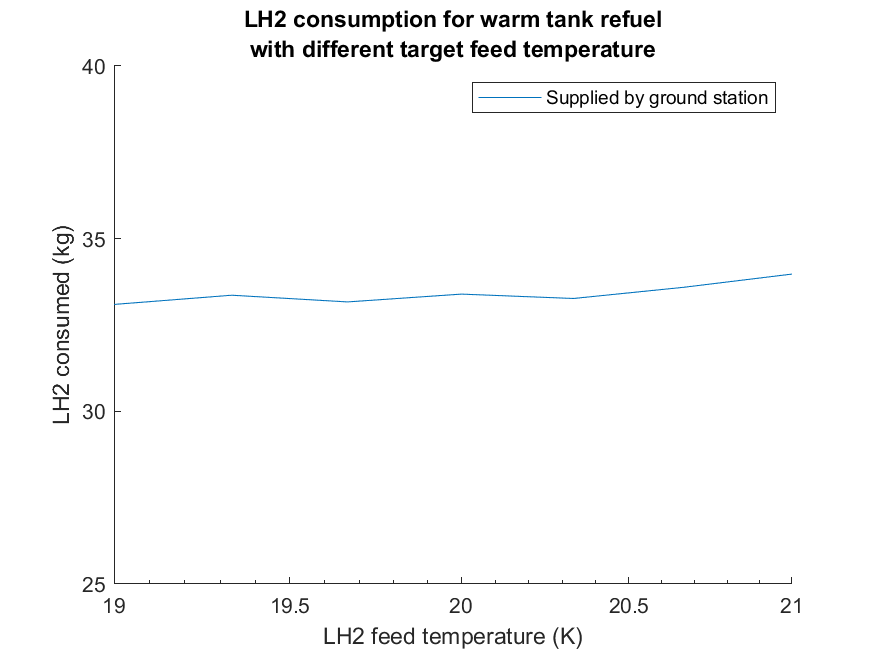 LH2 consumption for warm tank refuel
with different target feed temperature
Supplied by ground station
40
35
30
25
LH2 consumed (kg)
19
19.5
20
20.5
21
LH2 feed temperature (K)